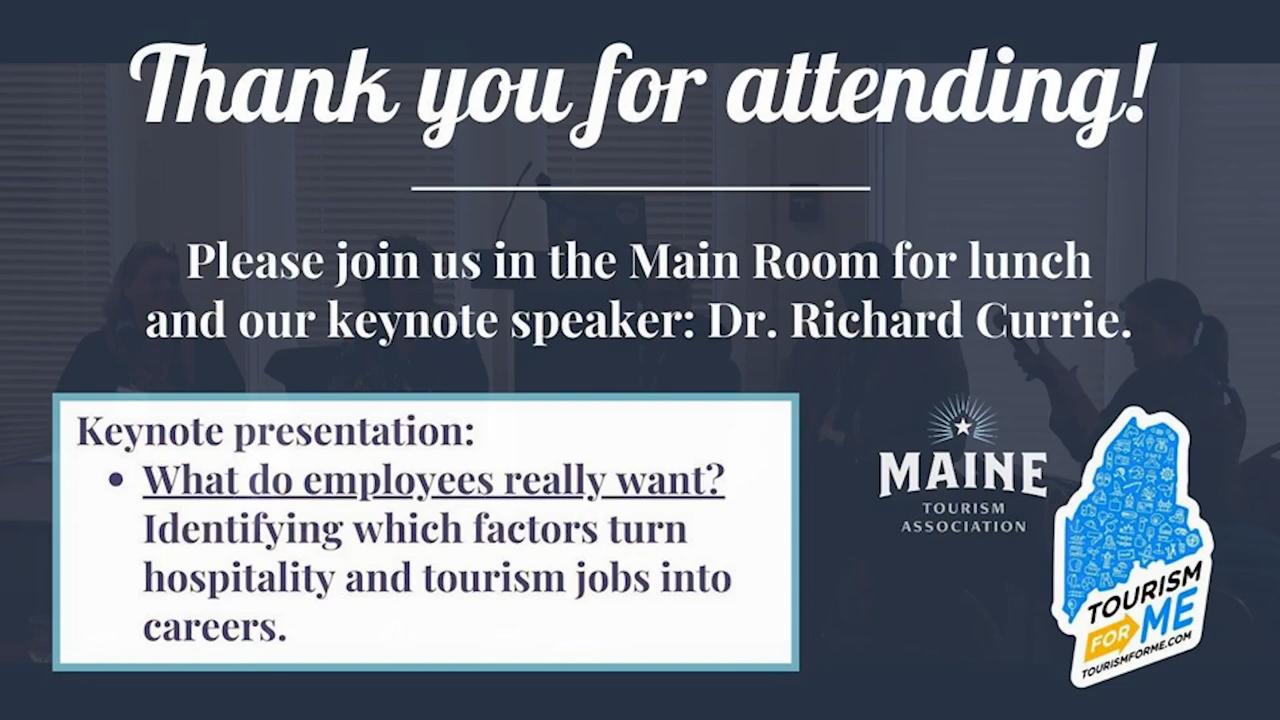 Thank you for attending!
Please join us in the Main Room for lunch
and our keynote speaker: Dr. Richard Currie.
Keynote presentation:
• What do employees really want?
Identifying which factors turn
hospitality and tourism jobs into
careers.
MAINE
TOURISM
ASSOCIATION
TOURISM
FOR ME
TOURISMFORME.COM